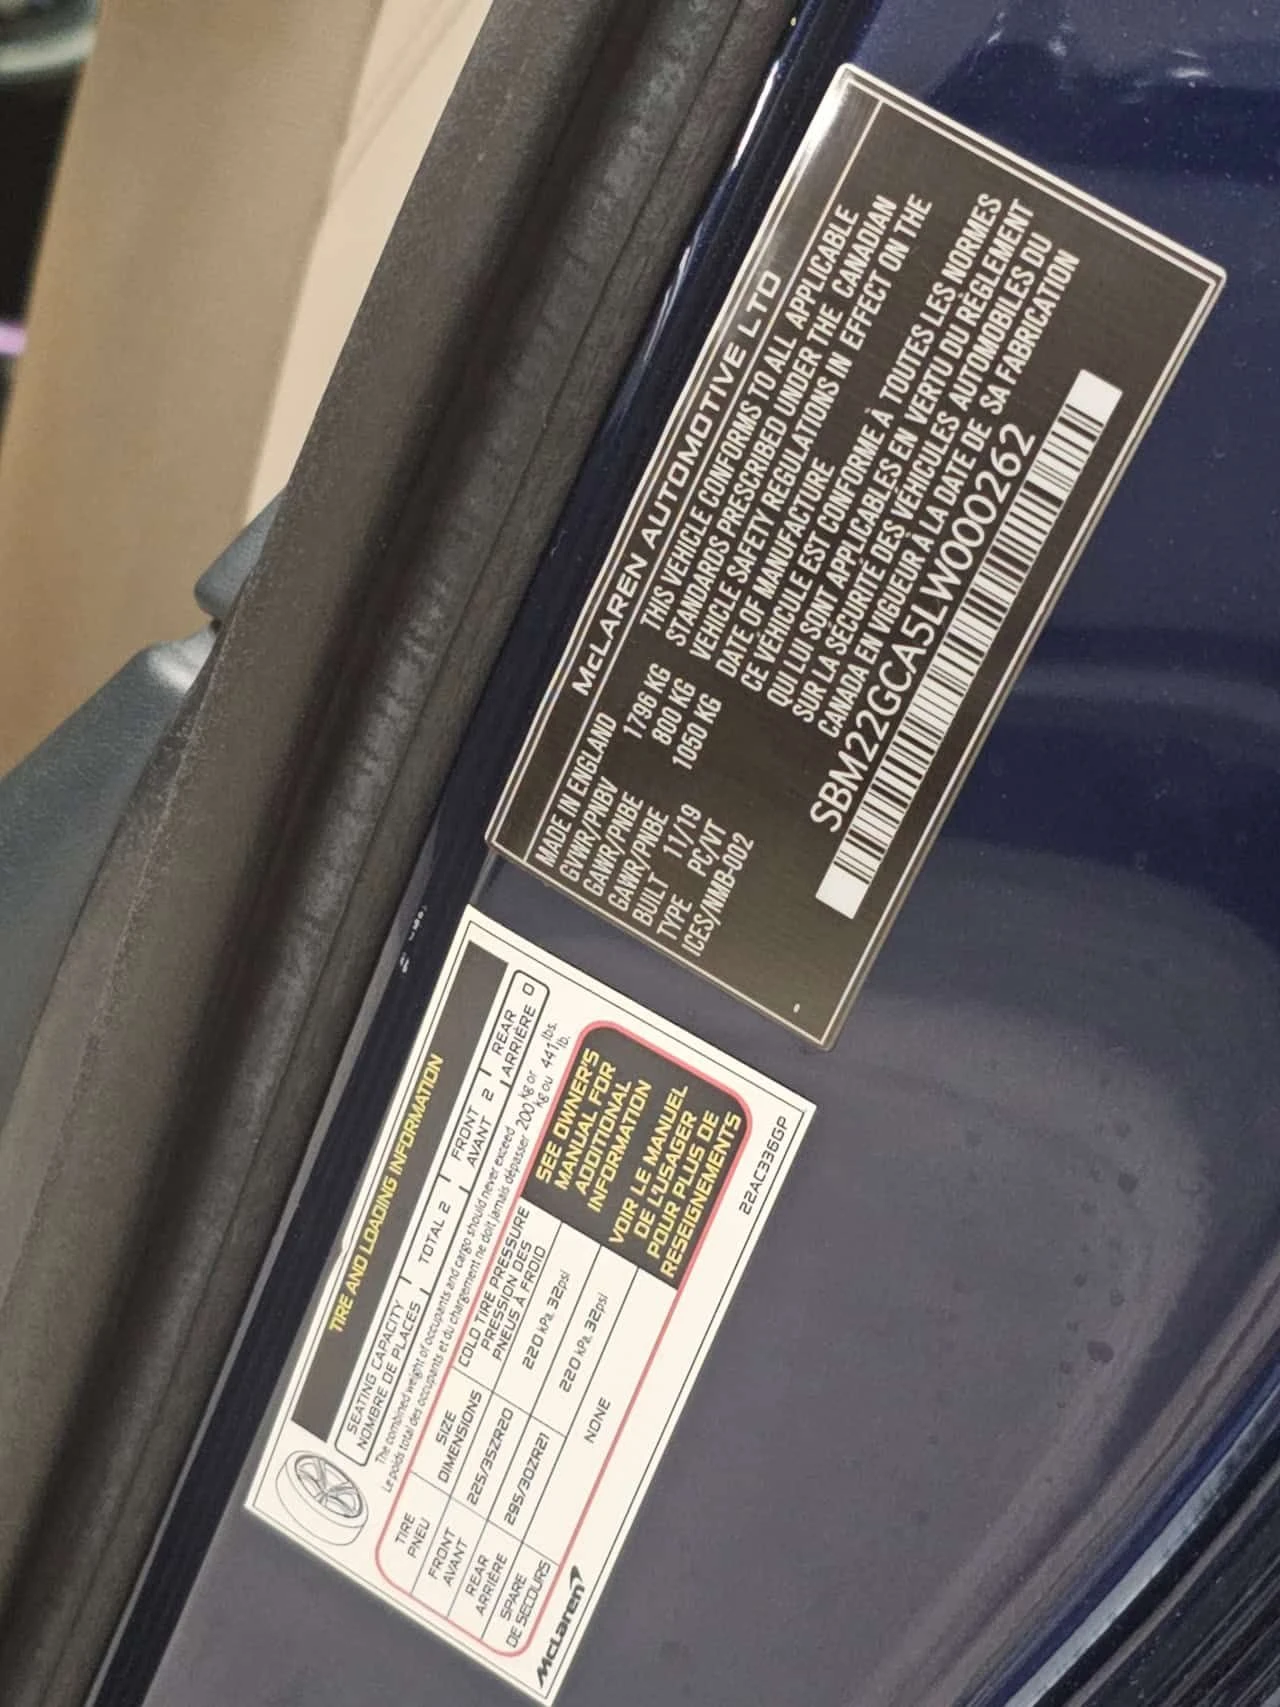 McLAREN AUTOMOTIVE LTD
MADE IN ENGLAND
GVWR/PNBV 1796 KG
GAWR/PNBE 800 KG
GAWR/PNBE 1050 KG
BUILT 11/19
TYPE PC/VT
ICES/NMB-002
THIS VEHICLE CONFORMS TO ALL APPLICABLE
STANDARDS PRESCRIBED UNDER THE CANADIAN
VEHICLE SAFETY REGULATIONS IN EFFECT ON THE
DATE OF MANUFACTURE
CE VÉHICULE EST CONFORME À TOUTES LES NORMES
QUI LUI SONT APPLICABLES EN VERTU DU RÈGLEMENT
SUR LA SÉCURITÉ DES VÉHICULES AUTOMOBILES DU
CANADA EN VIGUEUR À LA DATE DE SA FABRICATION
SBM22GCA5LW000262
TIRE AND LOADING INFORMATION
SEATING CAPACITY
NOMBRE DE PLACES
TOTAL 2
FRONT
AVANT 2
REAR
ARRIÈRE 0
The combined weight of occupants and cargo should never exceed
Le poids total des occupants et du chargement ne doit jamais dépasser
200 kg or
kg ou
441 lbs.
lb.
TIRE
PNEU
SIZE
DIMENSIONS
COLD TIRE PRESSURE
PRESSION DES
PNEUS À FROID
FRONT
AVANT
225/35ZR20
220 kPa. 32psi
REAR
ARRIÈRE
295/30ZR21
220 kPa. 32psi
SPARE
DE SECOURS
NONE
SEE OWNER'S
MANUAL FOR
ADDITIONAL
INFORMATION
VOIR LE MANUEL
DE L'USAGER
POUR PLUS DE
RESEIGNEMENTS
McLaren
22AC336GP